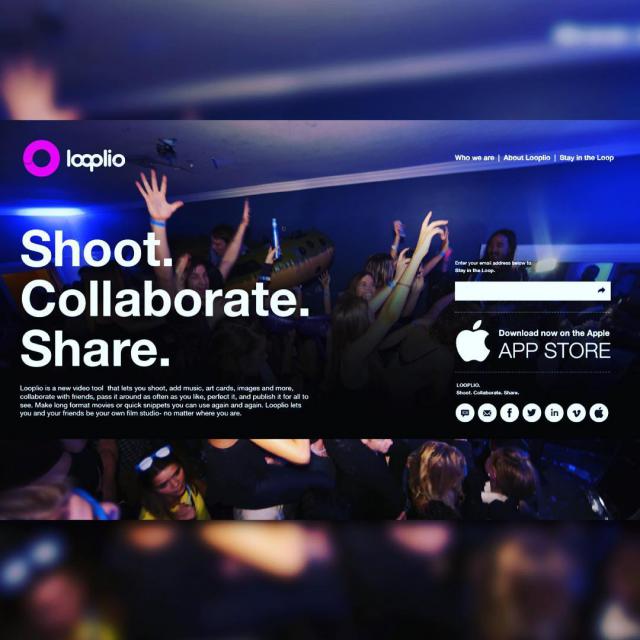 looplio
Who we are | About Looplio | Stay in the Loop
Shoot.
Collaborate.
Share.
Looplio is a new video tool that lets you shoot, add music, art cards, images and more,
collaborate with friends, pass it around as often as you like, perfect it, and publish it for all to
see. Make long format movies or quick snippets you can use again and again. Looplio lets
you and your friends be your own film studio- no matter where you are.
Enter your email address below to
Stay in the Loop.
Download now on the Apple
APP STORE
LOOPLIO.
Shoot. Collaborate. Share.
f
in
v